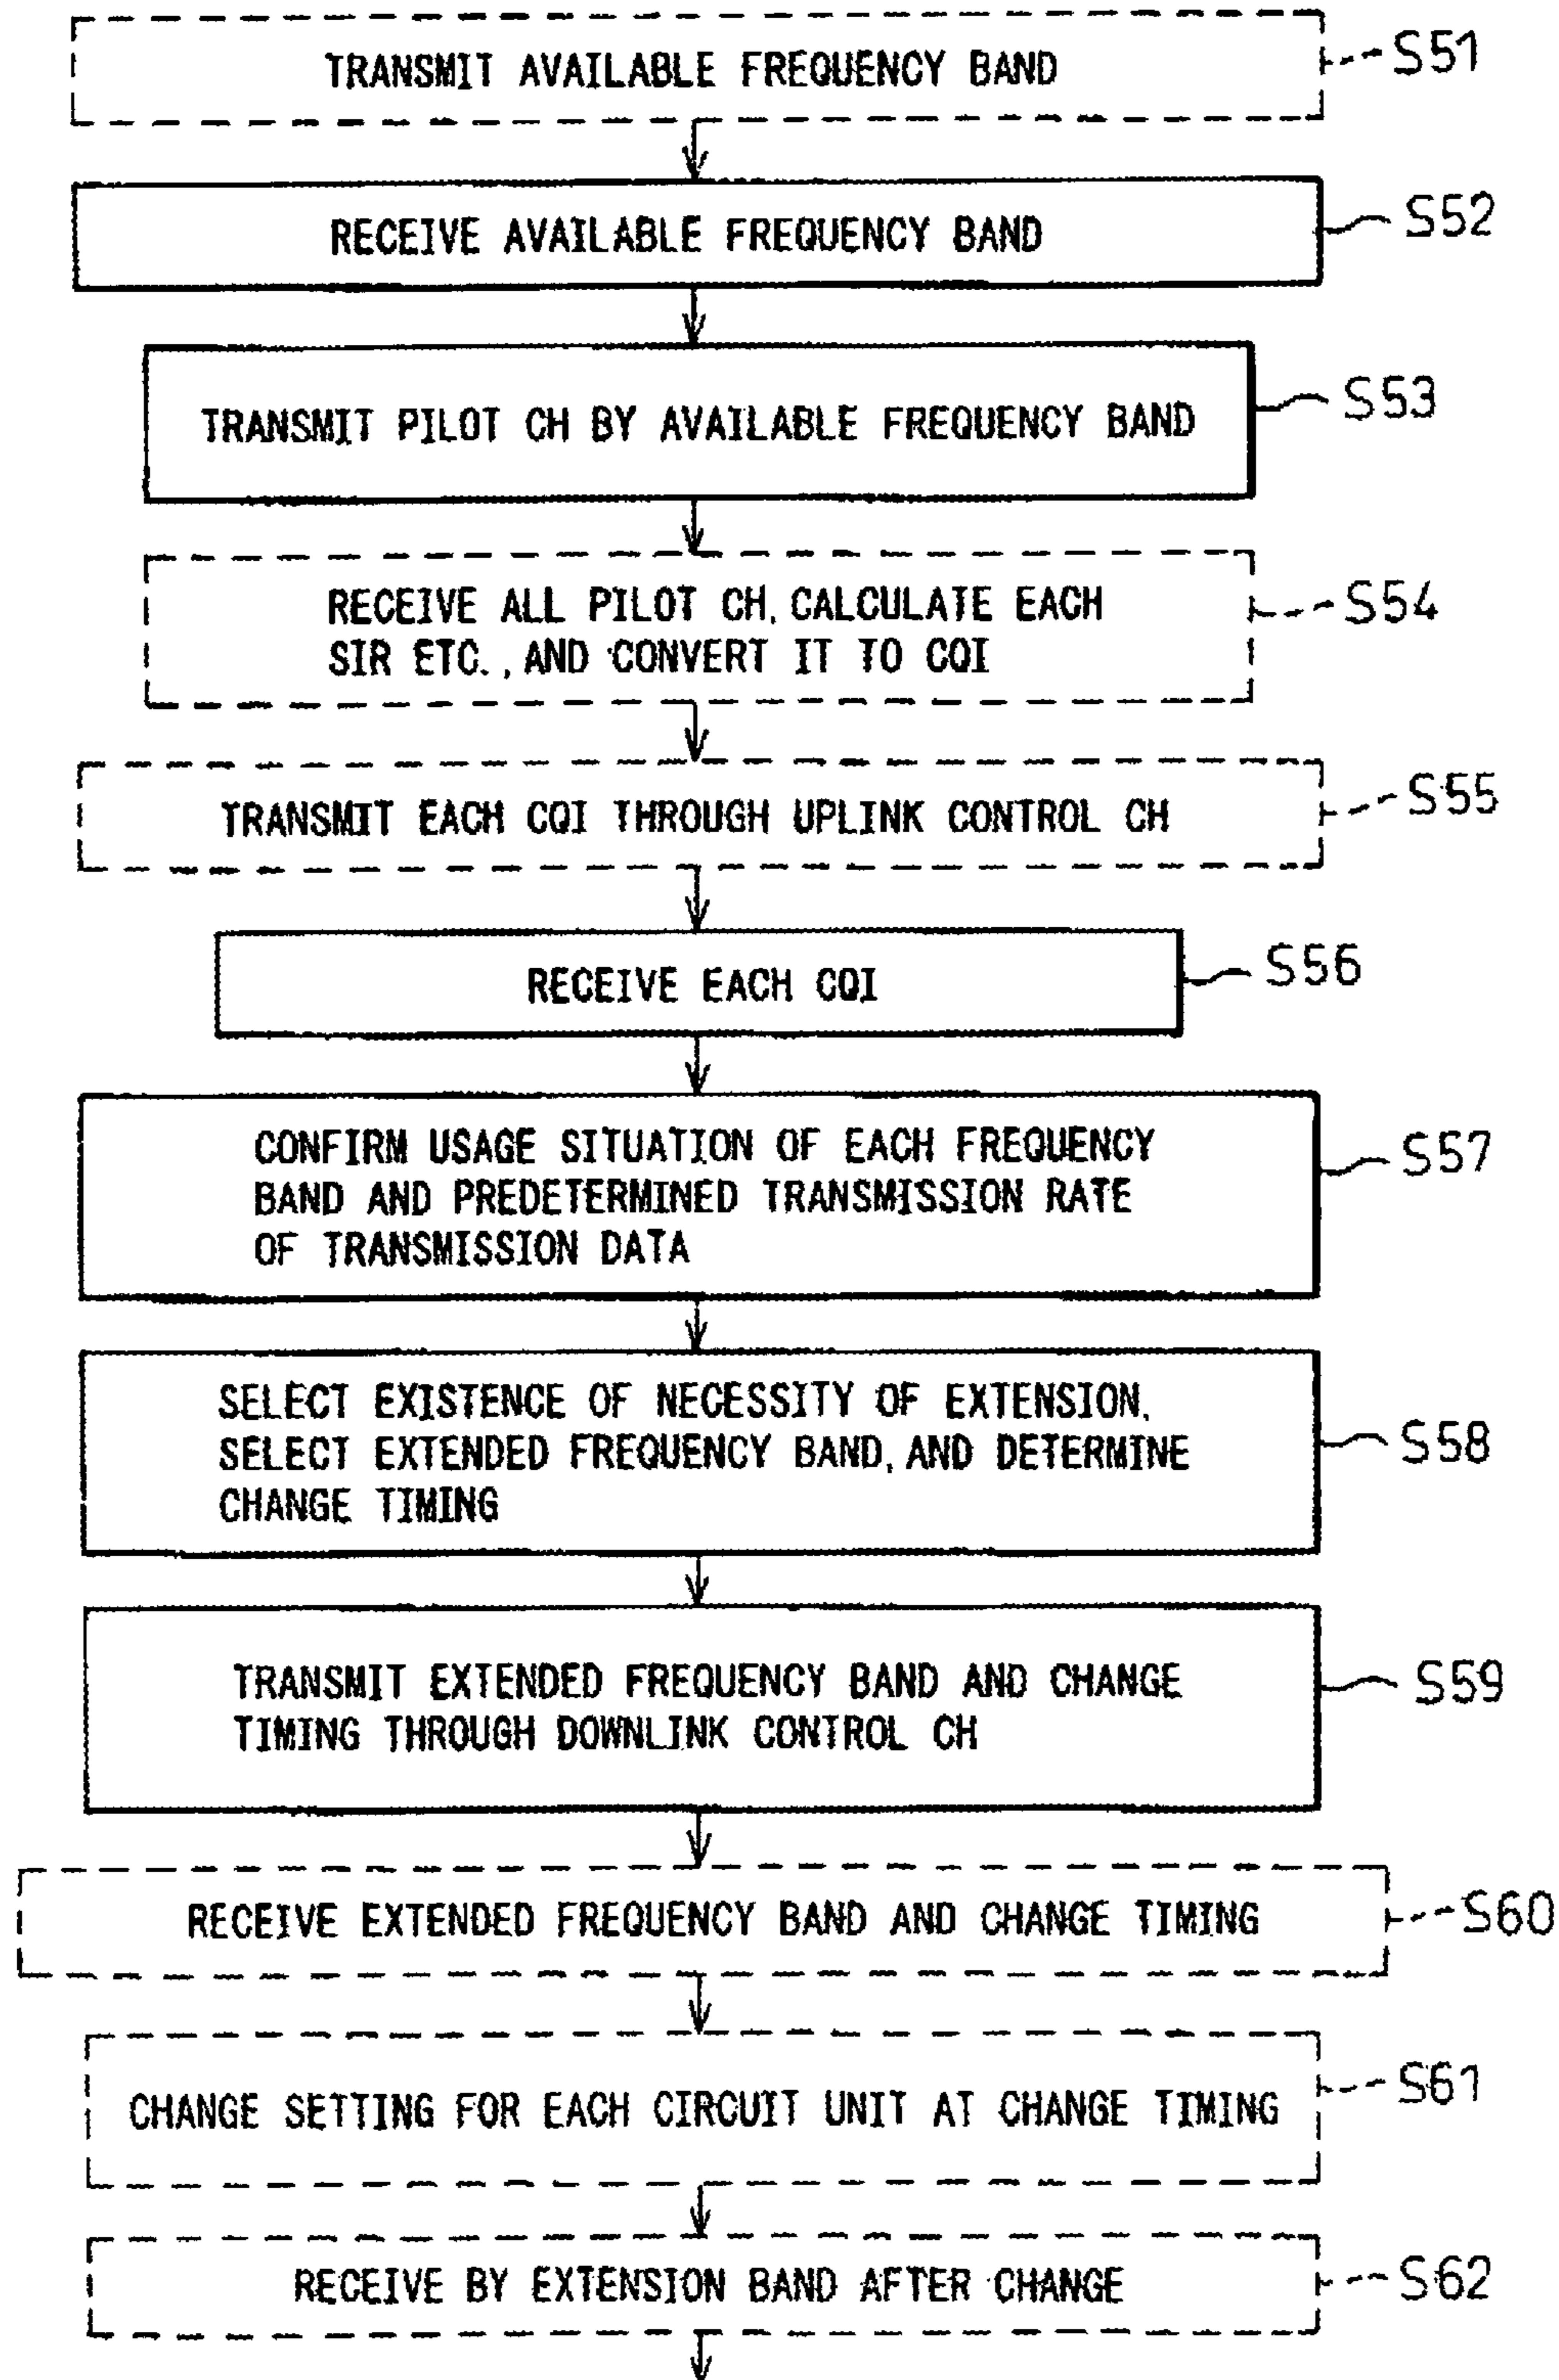 TRANSMIT AVAILABLE FREQUENCY BAND
S51
RECEIVE AVAILABLE FREQUENCY BAND
S52
TRANSMIT PILOT CH BY AVAILABLE FREQUENCY BAND
S53
RECEIVE ALL PILOT CH, CALCULATE EACH
SIR ETC., AND CONVERT IT TO CQI
S54
TRANSMIT EACH CQI THROUGH UPLINK CONTROL CH
S55
RECEIVE EACH CQI
S56
CONFIRM USAGE SITUATION OF EACH FREQUENCY
BAND AND PREDETERMINED TRANSMISSION RATE
OF TRANSMISSION DATA
S57
SELECT EXISTENCE OF NECESSITY OF EXTENSION,
SELECT EXTENDED FREQUENCY BAND, AND DETERMINE
CHANGE TIMING
S58
TRANSMIT EXTENDED FREQUENCY BAND AND CHANGE
TIMING THROUGH DOWNLINK CONTROL CH
S59
RECEIVE EXTENDED FREQUENCY BAND AND CHANGE TIMING
S60
CHANGE SETTING FOR EACH CIRCUIT UNIT AT CHANGE TIMING
S61
RECEIVE BY EXTENSION BAND AFTER CHANGE
S62